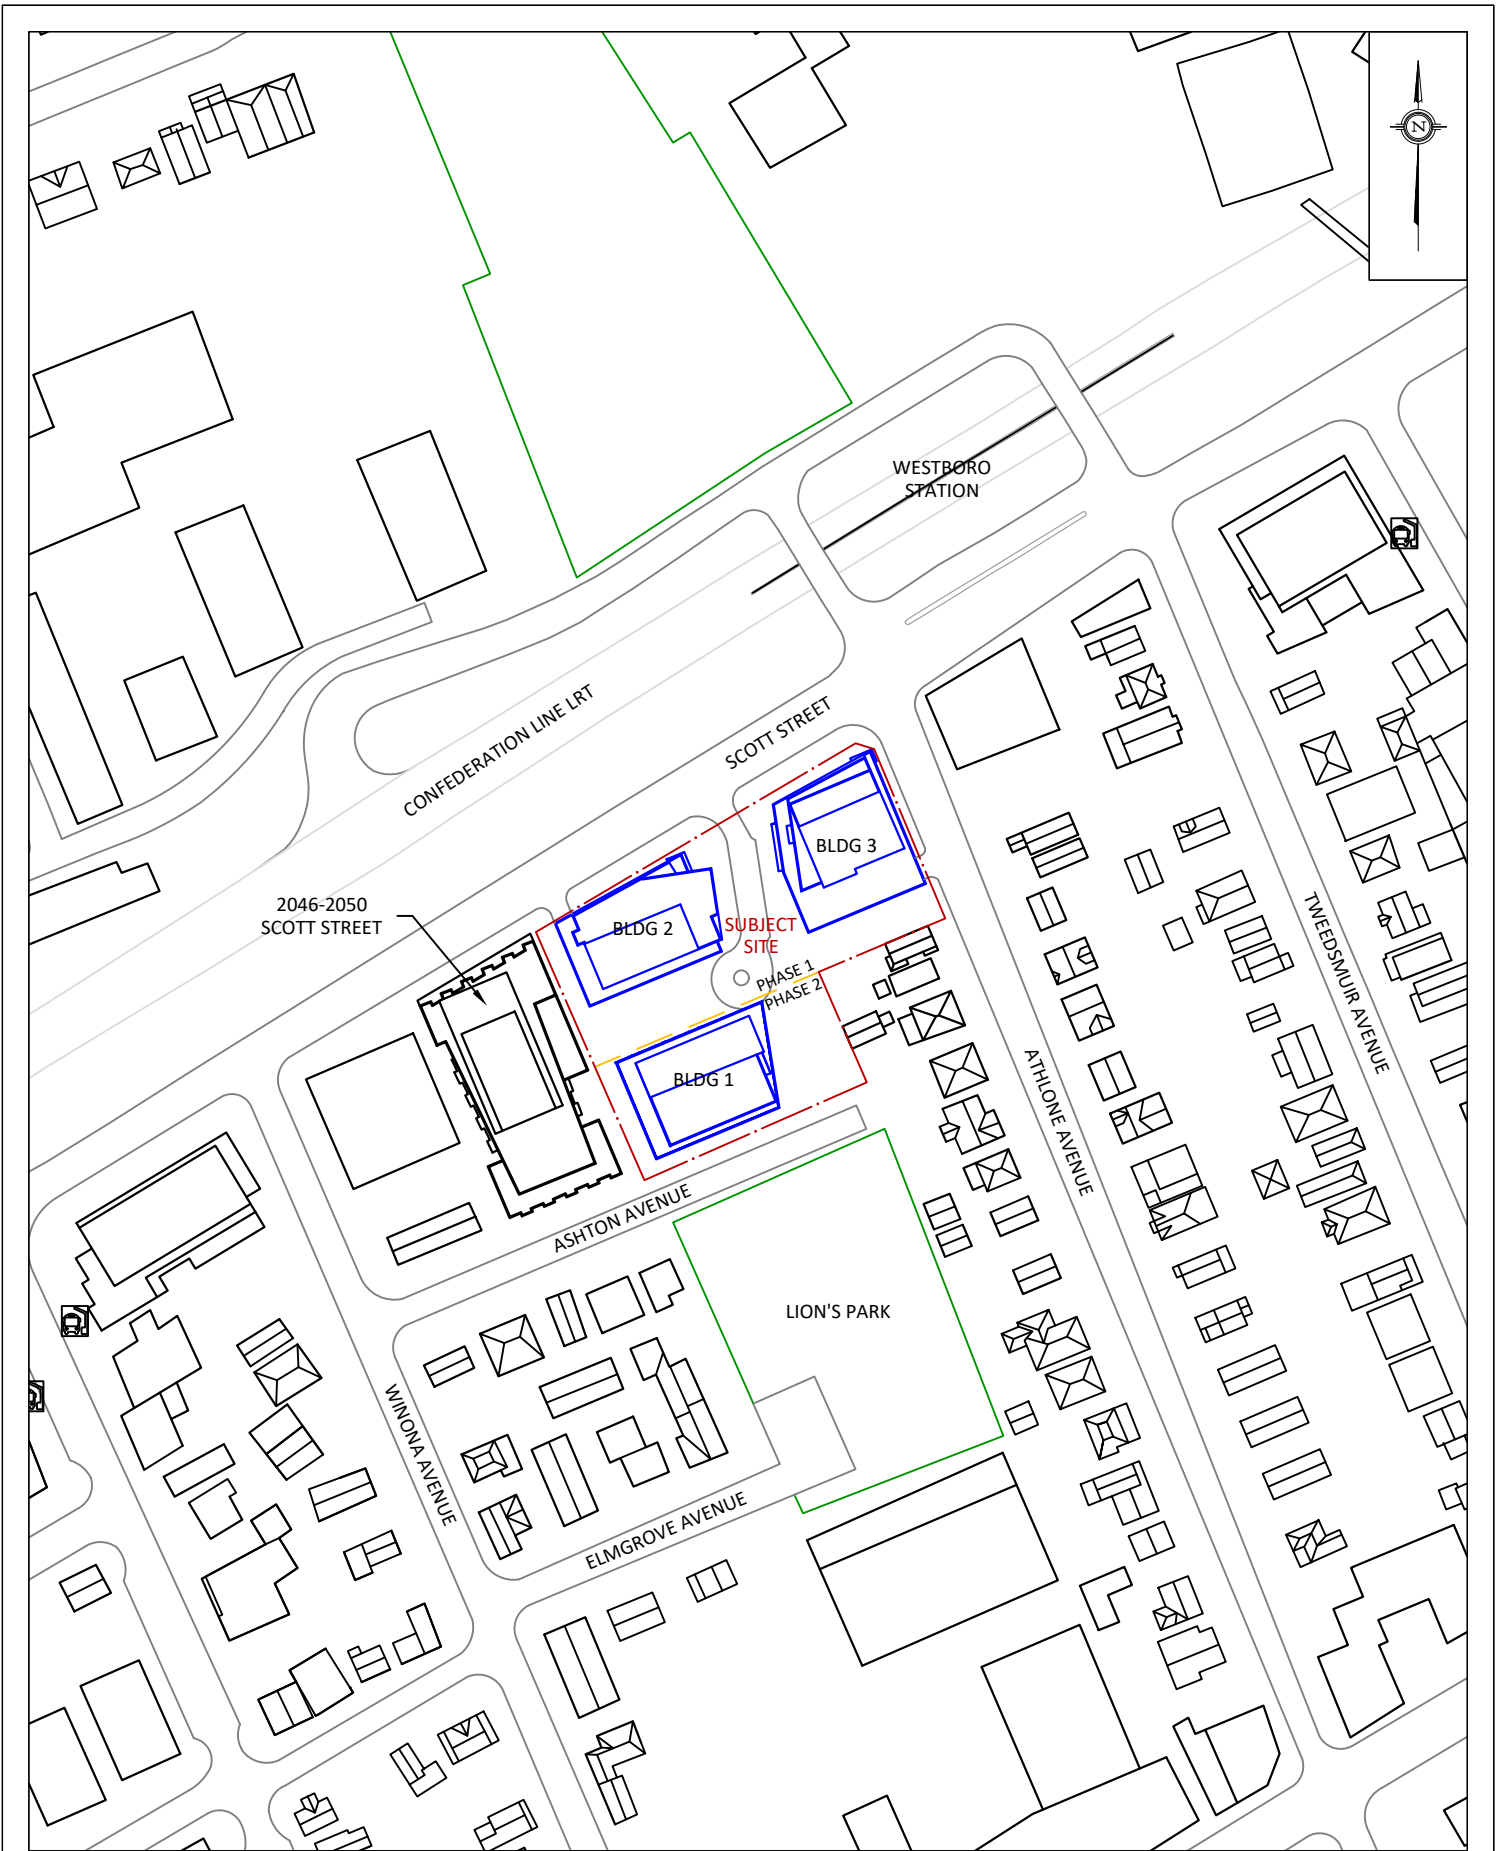 N
WESTBORO
STATION
CONFEDERATION LINE LRT
SCOTT STREET
BLDG 3
2046-2050
SCOTT STREET
BLDG 2
SUBJECT
SITE
PHASE 1
PHASE 2
BLDG 1
TWEEDSMUIR AVENUE
ATHLONE AVENUE
ASHTON AVENUE
LION'S PARK
WINONA AVENUE
ELMGROVE AVENUE